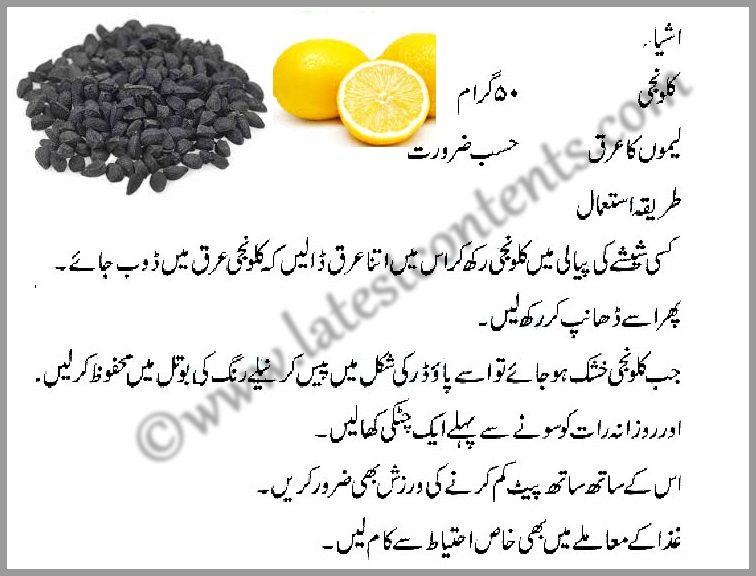 اشیاء
کلونجی ۵۰ گرام
لیموں کا عرق حسب ضرورت
طریقہ استعمال
کسی شیشے کی پیالی میں کلونجی رکھ کر اس میں اتنا عرق ڈالیں کہ کلونجی عرق میں ڈوب جائے۔
پھر اسے ڈھانپ کر رکھ لیں۔
جب کلونجی خشک ہو جائے تو اسے پاؤڈر کی شکل میں پیس کر نیلے رنگ کی بوتل میں محفوظ کر لیں۔
اور روزانہ رات کو سونے سے پہلے ایک چٹکی کھا لیں۔
اس کے ساتھ ساتھ پیٹ کم کرنے کی ورزش بھی ضرور کریں۔
غذا کے معاملے میں بھی خاص احتیاط سے کام لیں۔
©www.latestcontents.com